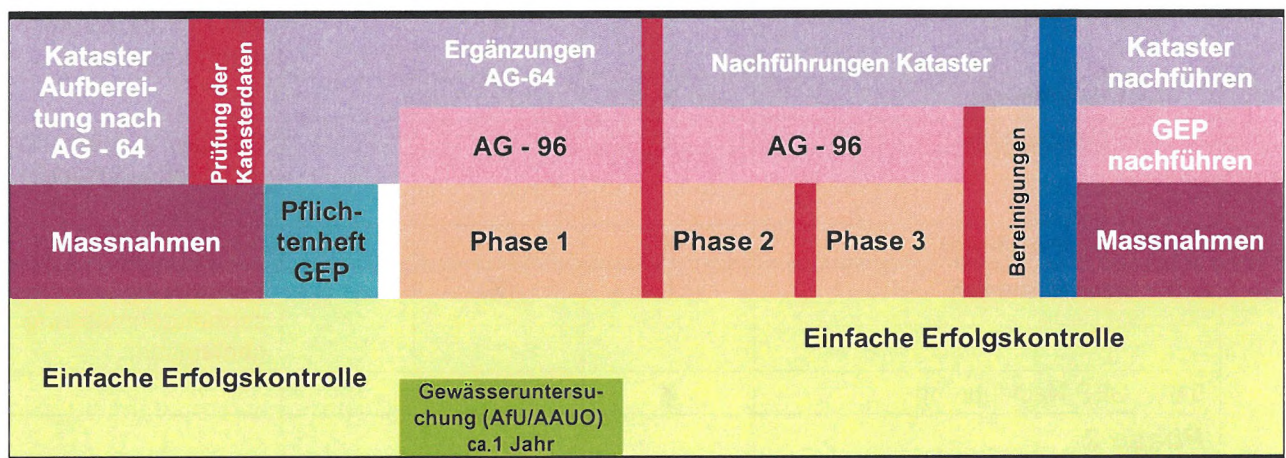 Kataster
Aufberei-
tung nach
AG - 64
Prüfung der
Katasterdaten
Ergänzungen
AG-64
Nachführungen Kataster
Kataster
nachführen
AG - 96
AG - 96
Bereinigungen
GEP
nachführen
Massnahmen
Pflich-
tenheft
GEP
Phase 1
Phase 2
Phase 3
Massnahmen
Einfache Erfolgskontrolle
Einfache Erfolgskontrolle
Gewässeruntersu-
chung (AfU/AAUO)
ca.1 Jahr